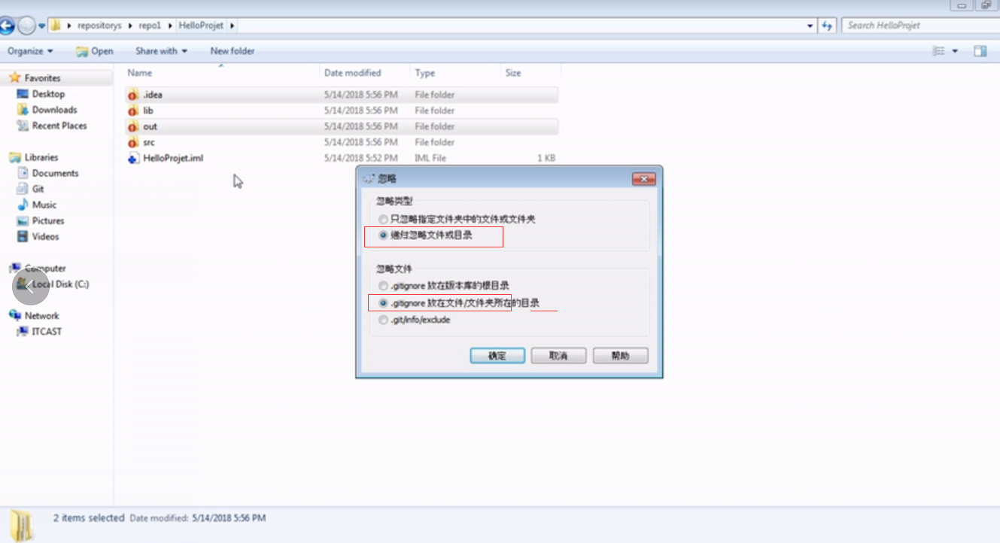 repositorys repo1 HelloProjet
Search HelloProjet
Organize Open Share with New folder
Name Date modified Type Size
Favorites
Desktop
Downloads
Recent Places
Libraries
Documents
Git
Music
Pictures
Videos
Computer
Local Disk (C:)
Network
ITCAST
.idea 5/14/2018 5:56 PM File folder
lib 5/14/2018 5:56 PM File folder
out 5/14/2018 5:56 PM File folder
src 5/14/2018 5:56 PM File folder
HelloProjet.iml 5/14/2018 5:52 PM IML File 1 KB
忽略
忽略类型
只忽略指定文件夹中的文件或文件夹
递归忽略文件或目录
忽略文件
.gitignore 放在版本库的根目录
.gitignore 放在文件/文件夹所在的目录
.git/info/exclude
确定 取消 帮助
2 items selected Date modified: 5/14/2018 5:56 PM